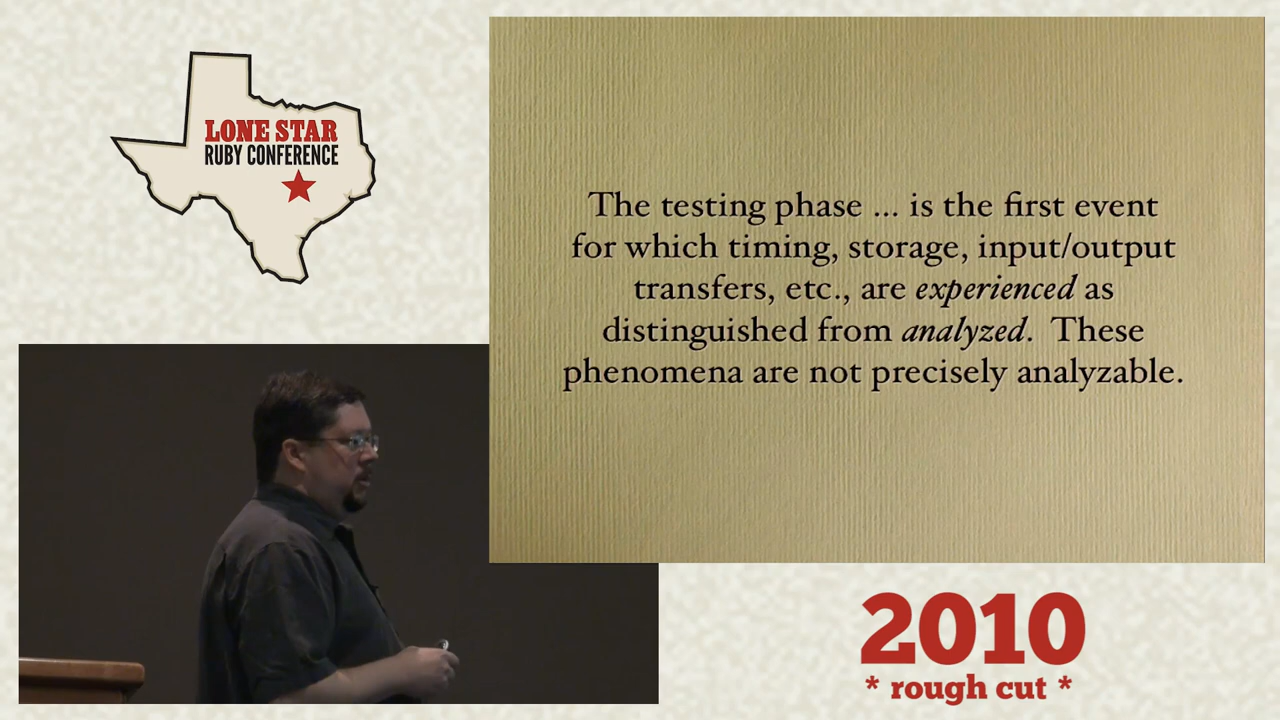 LONE STAR
RUBY CONFERENCE
The testing phase ... is the first event
for which timing, storage, input/output
transfers, etc., are experienced as
distinguished from analyzed. These
phenomena are not precisely analyzable.
2010
* rough cut *